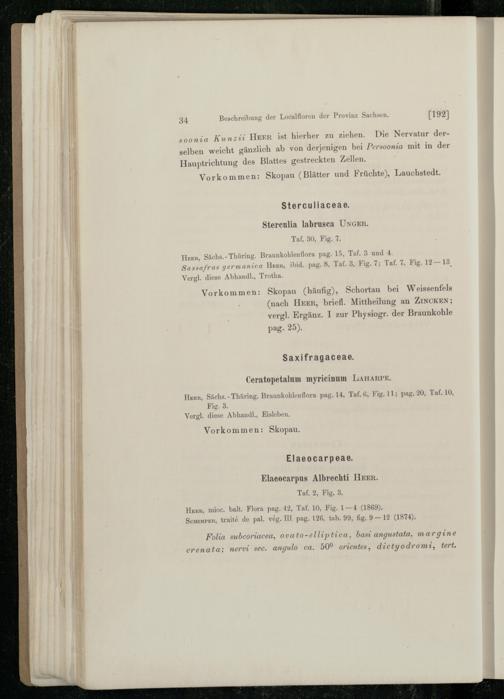 34 Beschreibung der Localfloren der Provinz Sachsen. [192]
soonia Kunzii HEER ist hierher zu ziehen. Die Nervatur der-
selben weicht gänzlich ab von derjenigen bei Persoonia mit in der
Hauptrichtung des Blattes gestreckten Zellen.
Vorkommen: Skopau (Blätter und Früchte), Lauchstedt.
Sterculiaceae.
Sterculia labrusca UNGER.
Taf. 30, Fig. 7.
HEER, Sächs.-Thüring. Braunkohlenflora pag. 15, Taf. 3 und 4.
Sassafras germanica HEER, ibid. pag. 8, Taf. 3, Fig. 7; Taf. 7, Fig. 12—13.
Vergl. diese Abhandl., Trotha.
Vorkommen: Skopau (häufig), Schortau bei Weissenfels
(nach HEER, briefl. Mittheilung an ZINCKEN;
vergl. Ergänz. I zur Physiogr. der Braunkohle
pag. 25).
Saxifragaceae.
Ceratopetalum myricinum LAHARPE.
HEER, Sächs.-Thüring. Braunkohlenflora pag. 14, Taf. 6, Fig. 11; pag. 20, Taf. 10,
Fig. 3.
Vergl. diese Abhandl., Eisleben.
Vorkommen: Skopau.
Elaeocarpeae.
Elaeocarpus Albrechti HEER.
Taf. 2, Fig. 3.
HEER, mioc. balt. Flora pag. 42, Taf. 10, Fig. 1—4 (1869).
SCHIMPER, traité de pal. vég. III pag. 126, tab. 99, fig. 9—12 (1874).
Folia subcoriacea, ovato-elliptica, basi angustata, margine
crenata; nervi sec. angulo ca. 50° orientes, dictyodromi, tert.